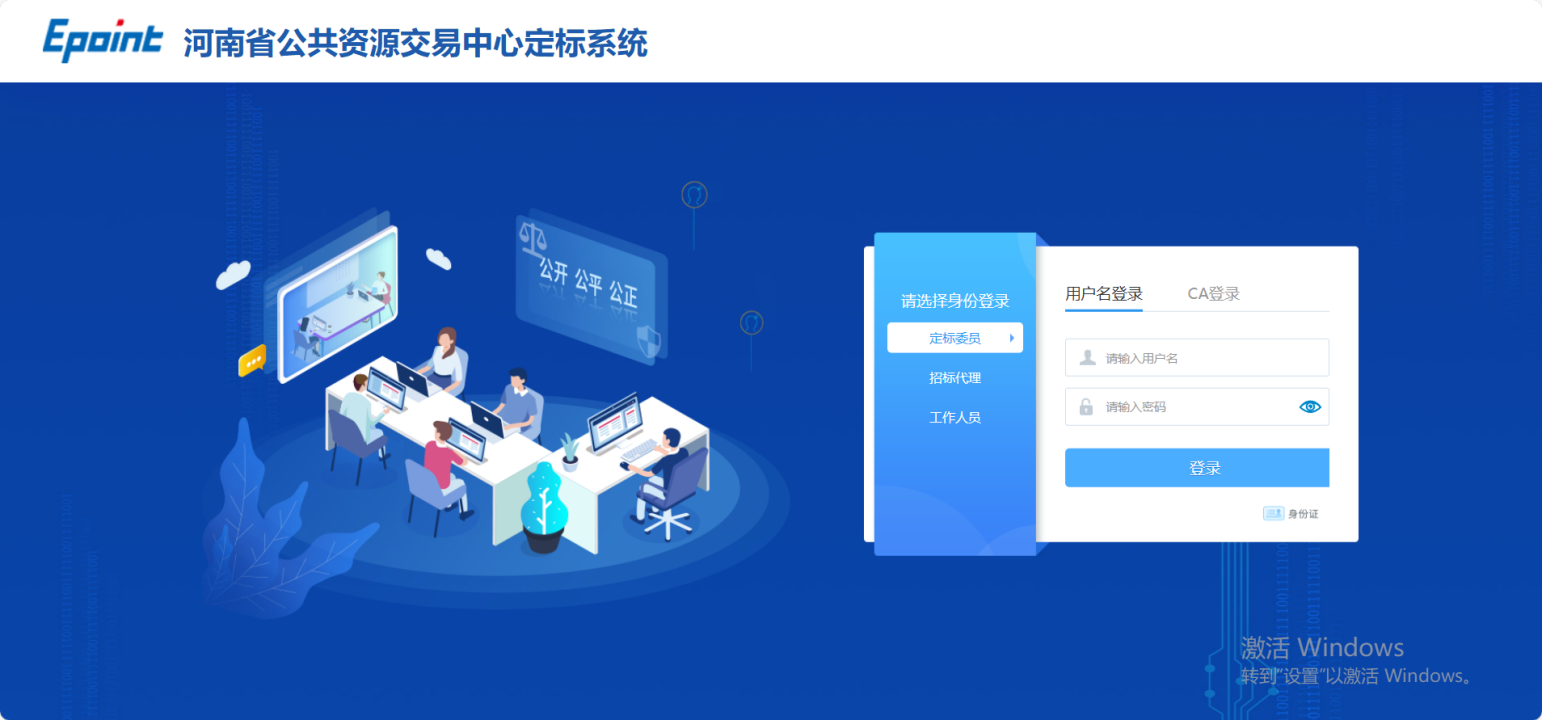 Epoint 河南省公共资源交易中心定标系统
公开 公平 公正
请选择身份登录
定标委员
招标代理
工作人员
用户名登录 CA登录
请输入用户名
请输入密码
登录
身份证
激活 Windows
转到"设置"以激活 Windows。